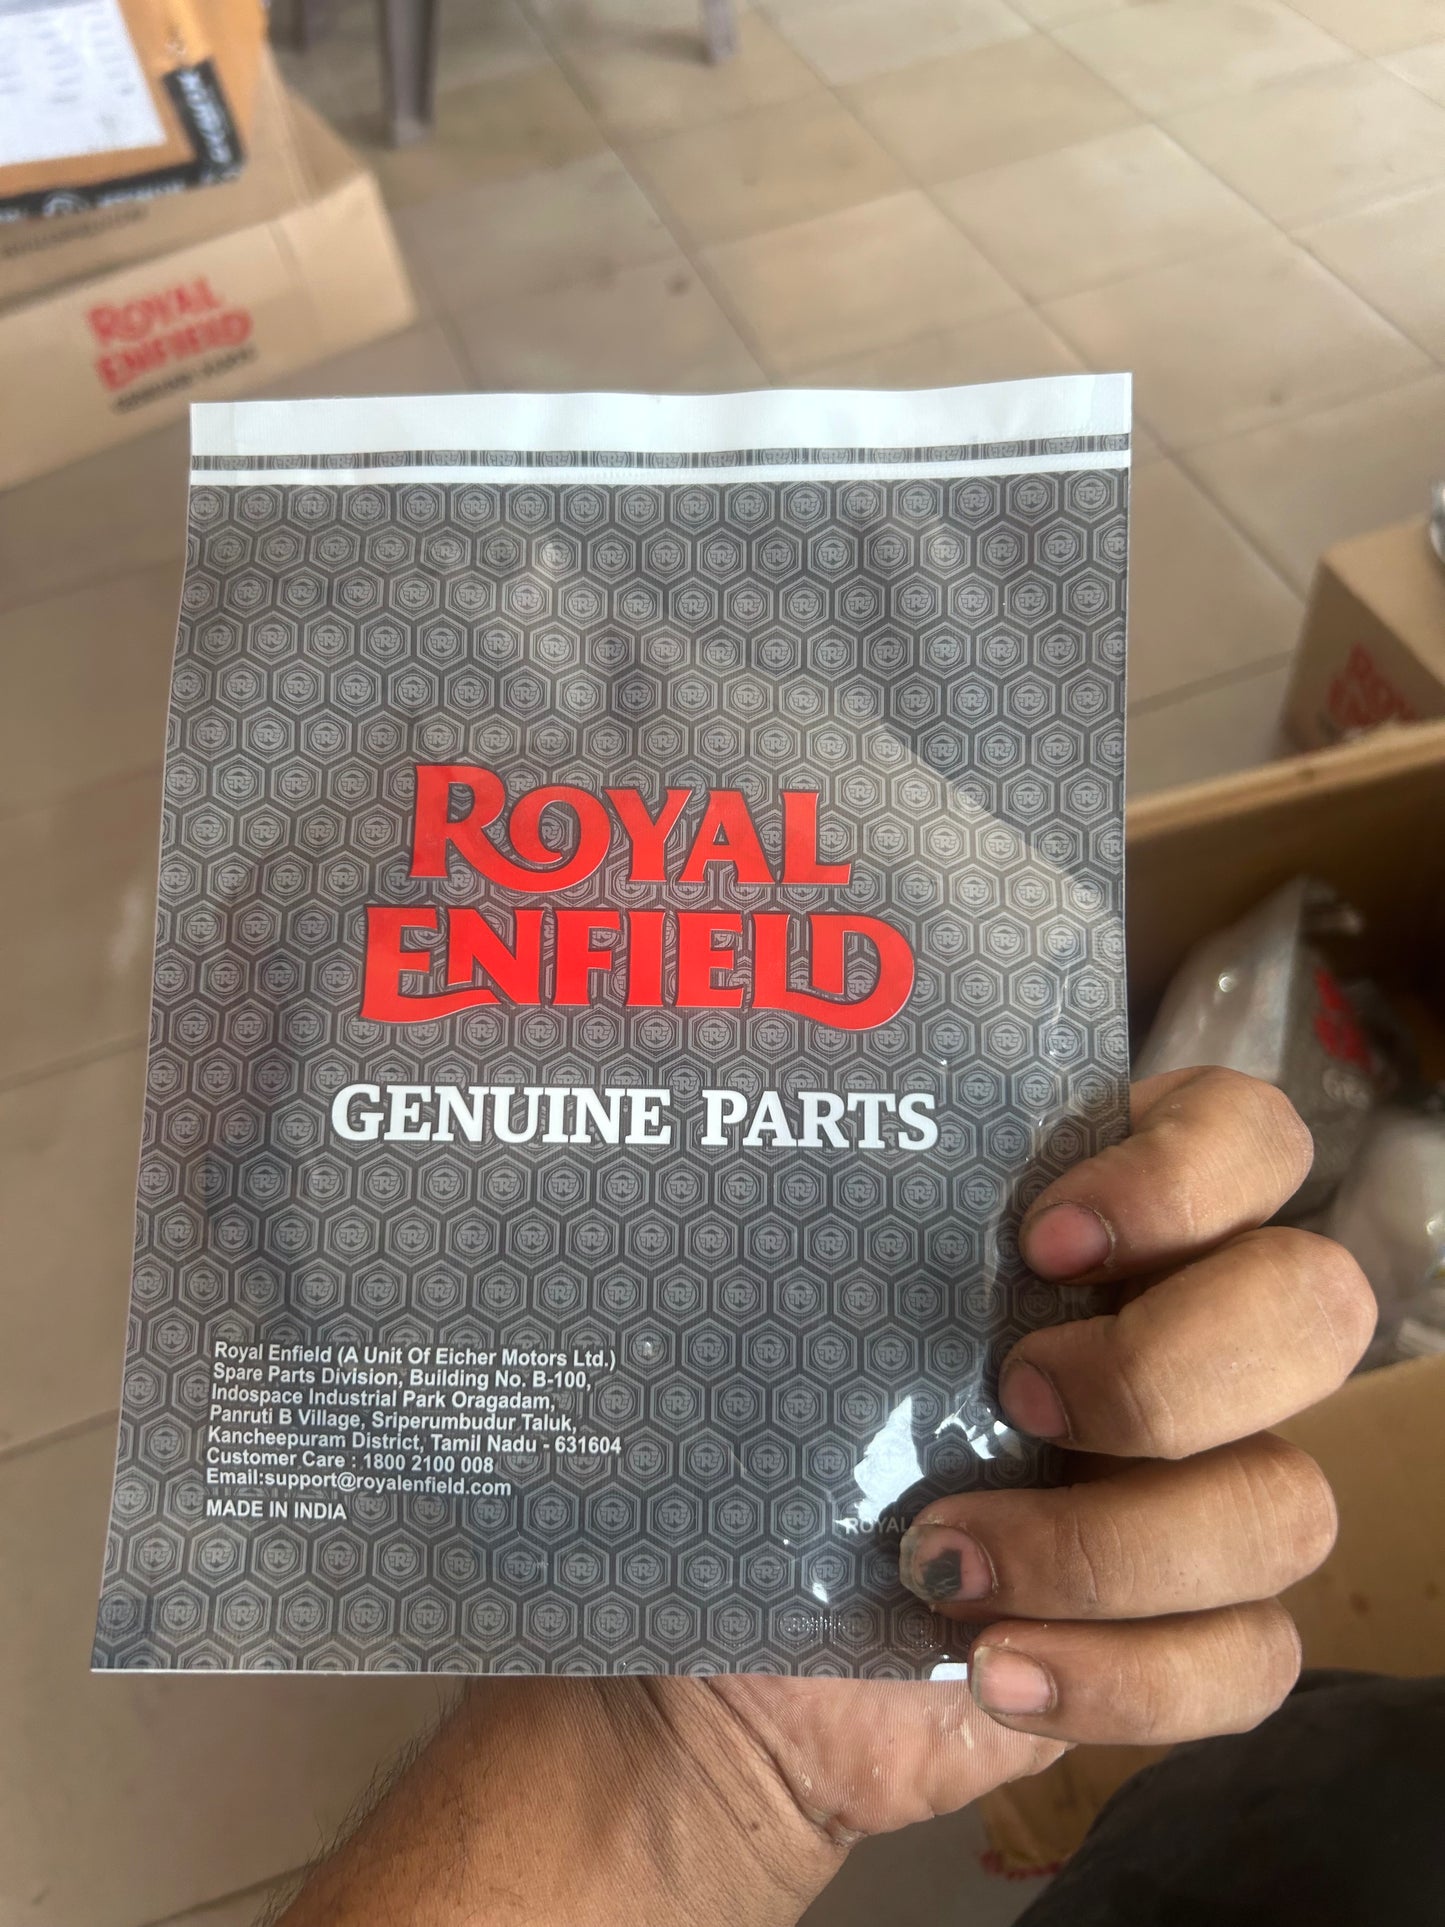 ROYAL
ENFIELD
ROYAL
ENFIELD
GENUINE PARTS
Royal Enfield (A Unit Of Eicher Motors Ltd.)
Spare Parts Division, Building No. B-100,
Indospace Industrial Park Oragadam,
Panruti B Village, Sriperumbudur Taluk,
Kancheepuram District, Tamil Nadu - 631604
Customer Care : 1800 2100 008
Email:support@royalenfield.com
MADE IN INDIA
ROYAL